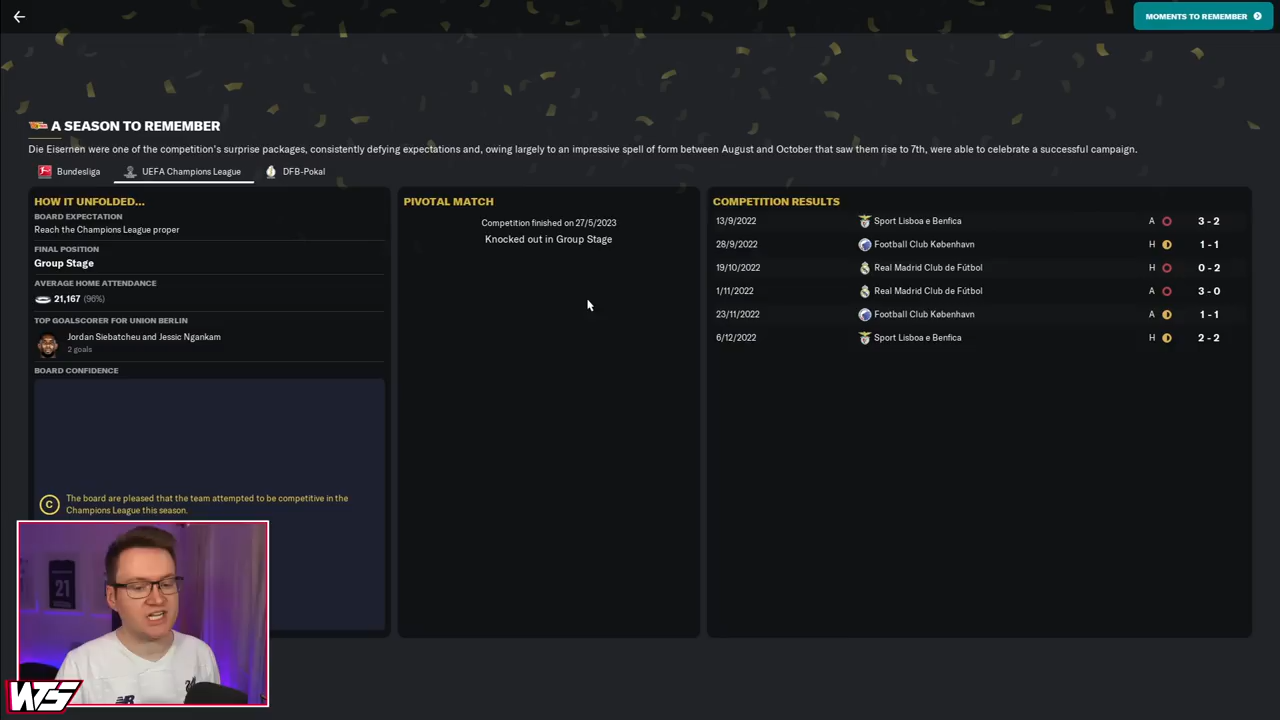 MOMENTS TO REMEMBER
A SEASON TO REMEMBER
Die Eisernen were one of the competition's surprise packages, consistently defying expectations and, owing largely to an impressive spell of form between August and October that saw them rise to 7th, were able to celebrate a successful campaign.
Bundesliga UEFA Champions League DFB-Pokal
HOW IT UNFOLDED...
BOARD EXPECTATION
Reach the Champions League proper
FINAL POSITION
Group Stage
AVERAGE HOME ATTENDANCE
21,167 (96%)
TOP GOALSCORER FOR UNION BERLIN
Jordan Siebatcheu and Jessic Ngankam
2 goals
BOARD CONFIDENCE
C
The board are pleased that the team attempted to be competitive in the
Champions League this season.
PIVOTAL MATCH
Competition finished on 27/5/2023
Knocked out in Group Stage
COMPETITION RESULTS
13/9/2022 Sport Lisboa e Benfica A 3 - 2
28/9/2022 Football Club København H 1 - 1
19/10/2022 Real Madrid Club de Fútbol H 0 - 2
1/11/2022 Real Madrid Club de Fútbol A 3 - 0
23/11/2022 Football Club København A 1 - 1
6/12/2022 Sport Lisboa e Benfica H 2 - 2
21
WTS